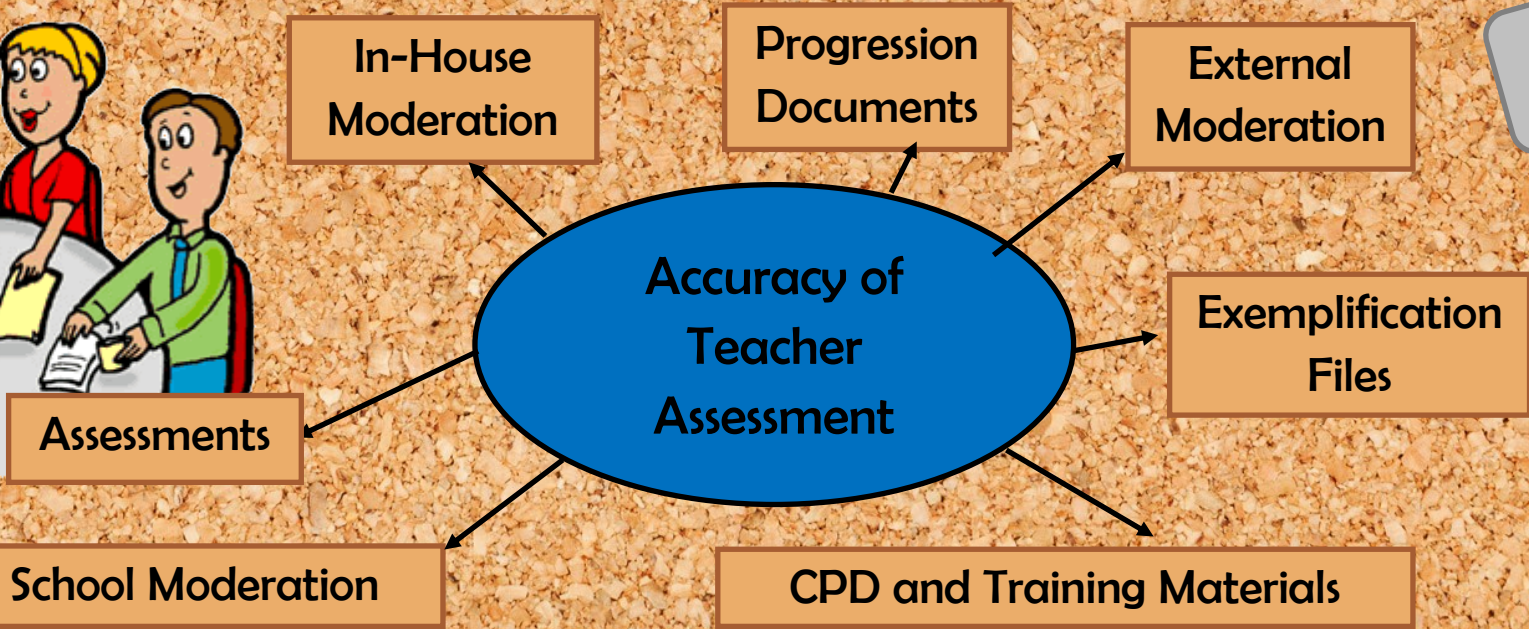 In-House
Moderation
Progression
Documents
External
Moderation
Accuracy of
Teacher
Assessment
Exemplification
Files
Assessments
School Moderation
CPD and Training Materials